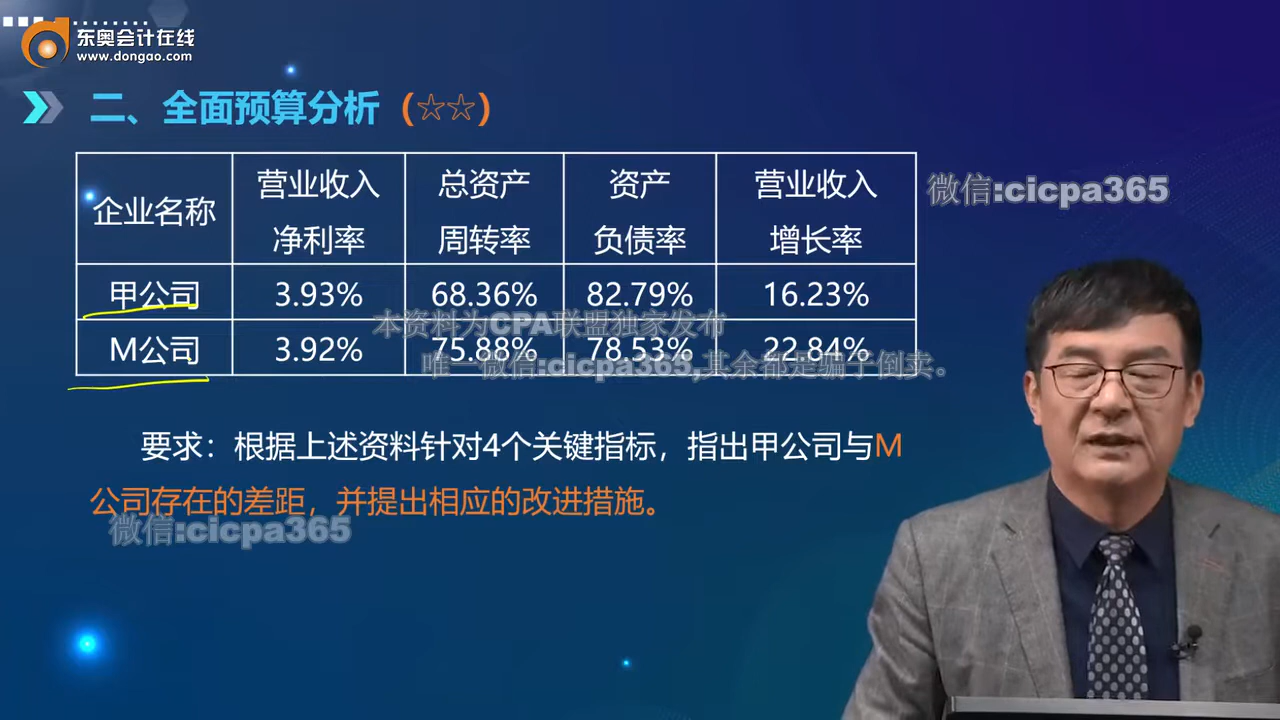 东奥会计在线
www.dongao.com
二、全面预算分析（☆☆）
企业名称
营业收入
净利率
总资产
周转率
资产
负债率
营业收入
增长率
甲公司 3.93% 68.36% 82.79% 16.23%
M公司 3.92% 75.88% 78.53% 22.84%
微信:cicpa365
本资料为CPA联盟独家发布
唯一微信:cicpa365,其余都是骗子倒卖。
要求：根据上述资料针对4个关键指标，指出甲公司与M
公司存在的差距，并提出相应的改进措施。
微信:cicpa365